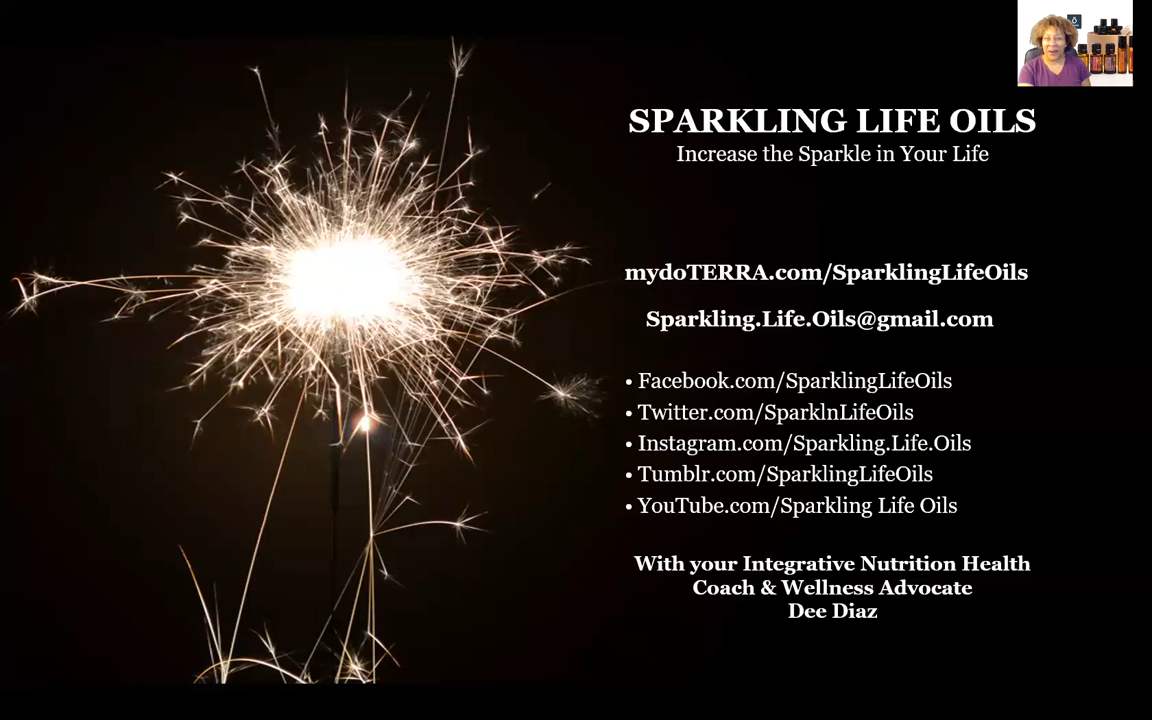 SPARKLING LIFE OILS
Increase the Sparkle in Your Life
mydoTERRA.com/SparklingLifeOils
Sparkling.Life.Oils@gmail.com
• Facebook.com/SparklingLifeOils
• Twitter.com/SparklnLifeOils
• Instagram.com/Sparkling.Life.Oils
• Tumblr.com/SparklingLifeOils
• YouTube.com/Sparkling Life Oils
With your Integrative Nutrition Health
Coach & Wellness Advocate
Dee Diaz